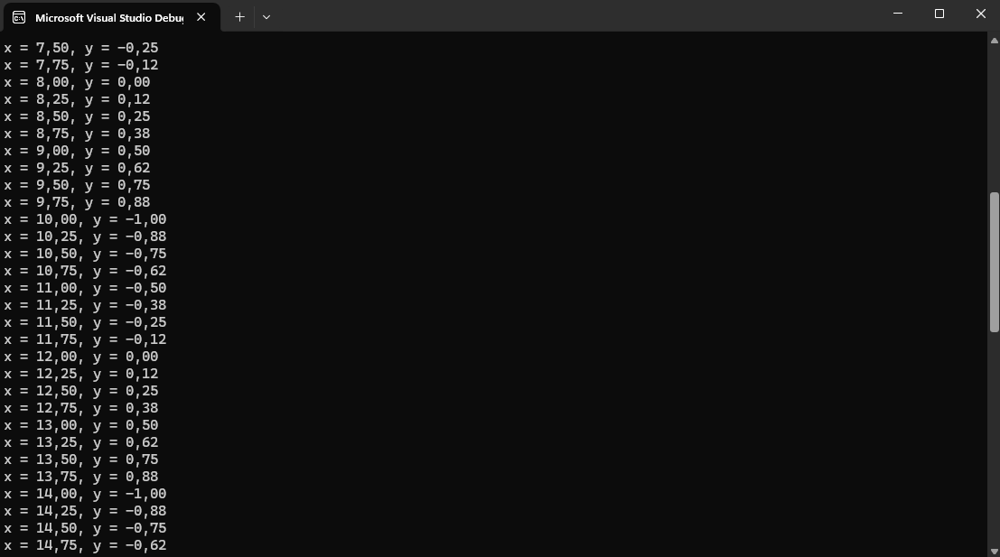 Microsoft Visual Studio Debug
x = 7,50, y = -0,25
x = 7,75, y = -0,12
x = 8,00, y = 0,00
x = 8,25, y = 0,12
x = 8,50, y = 0,25
x = 8,75, y = 0,38
x = 9,00, y = 0,50
x = 9,25, y = 0,62
x = 9,50, y = 0,75
x = 9,75, y = 0,88
x = 10,00, y = -1,00
x = 10,25, y = -0,88
x = 10,50, y = -0,75
x = 10,75, y = -0,62
x = 11,00, y = -0,50
x = 11,25, y = -0,38
x = 11,50, y = -0,25
x = 11,75, y = -0,12
x = 12,00, y = 0,00
x = 12,25, y = 0,12
x = 12,50, y = 0,25
x = 12,75, y = 0,38
x = 13,00, y = 0,50
x = 13,25, y = 0,62
x = 13,50, y = 0,75
x = 13,75, y = 0,88
x = 14,00, y = -1,00
x = 14,25, y = -0,88
x = 14,50, y = -0,75
x = 14,75, y = -0,62